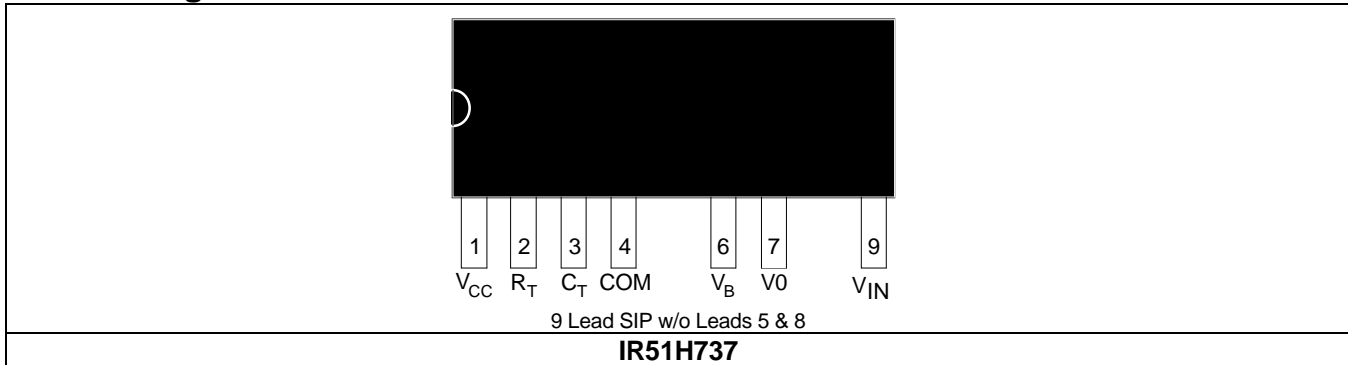 1 2 3 4 6 7 9
VCC RT CT COM VB V0 VIN
9 Lead SIP w/o Leads 5 & 8
IR51H737